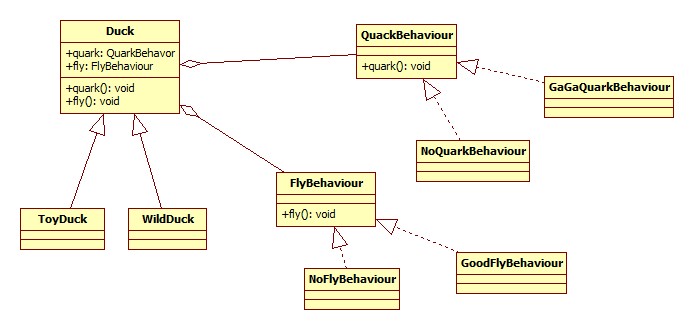 Duck
+quark: QuarkBehavor
+fly: FlyBehaviour
+quark(): void
+fly(): void
QuackBehaviour
+quark(): void
GaGaQuarkBehaviour
NoQuarkBehaviour
FlyBehaviour
+fly(): void
ToyDuck
WildDuck
GoodFlyBehaviour
NoFlyBehaviour